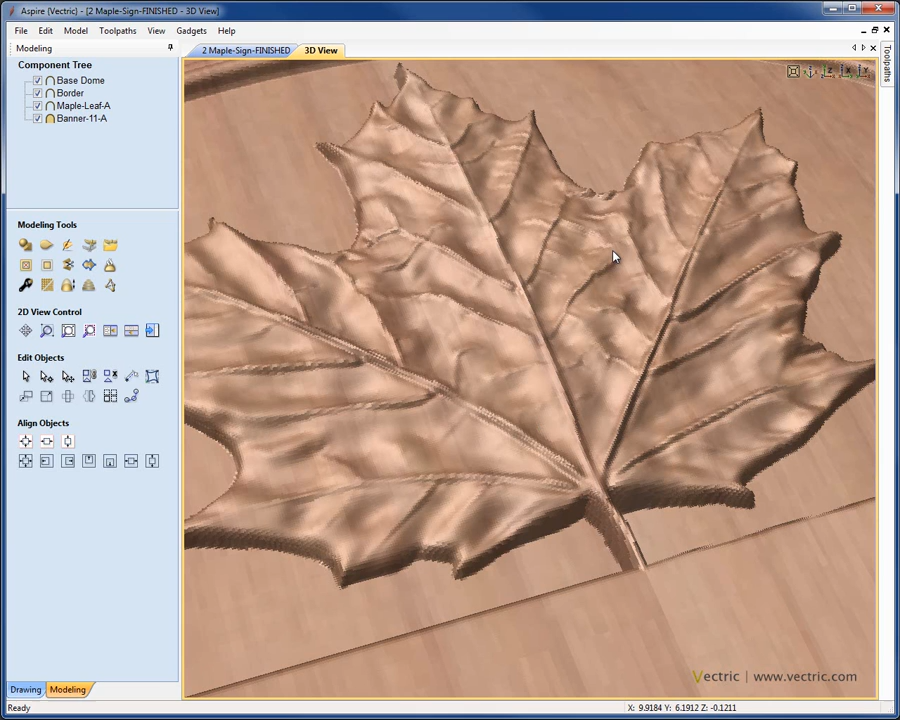 Aspire (Vectric) - [2 Maple-Sign-FINISHED - 3D View]
File Edit Model Toolpaths View Gadgets Help
Modeling
2 Maple-Sign-FINISHED
3D View
Toolpaths
Component Tree
Base Dome
Border
Maple-Leaf-A
Banner-11-A
Modeling Tools
2D View Control
Edit Objects
Align Objects
Vectric | www.vectric.com
Drawing
Modeling
Ready
X: 9.9184 Y: 6.1912 Z: -0.1211